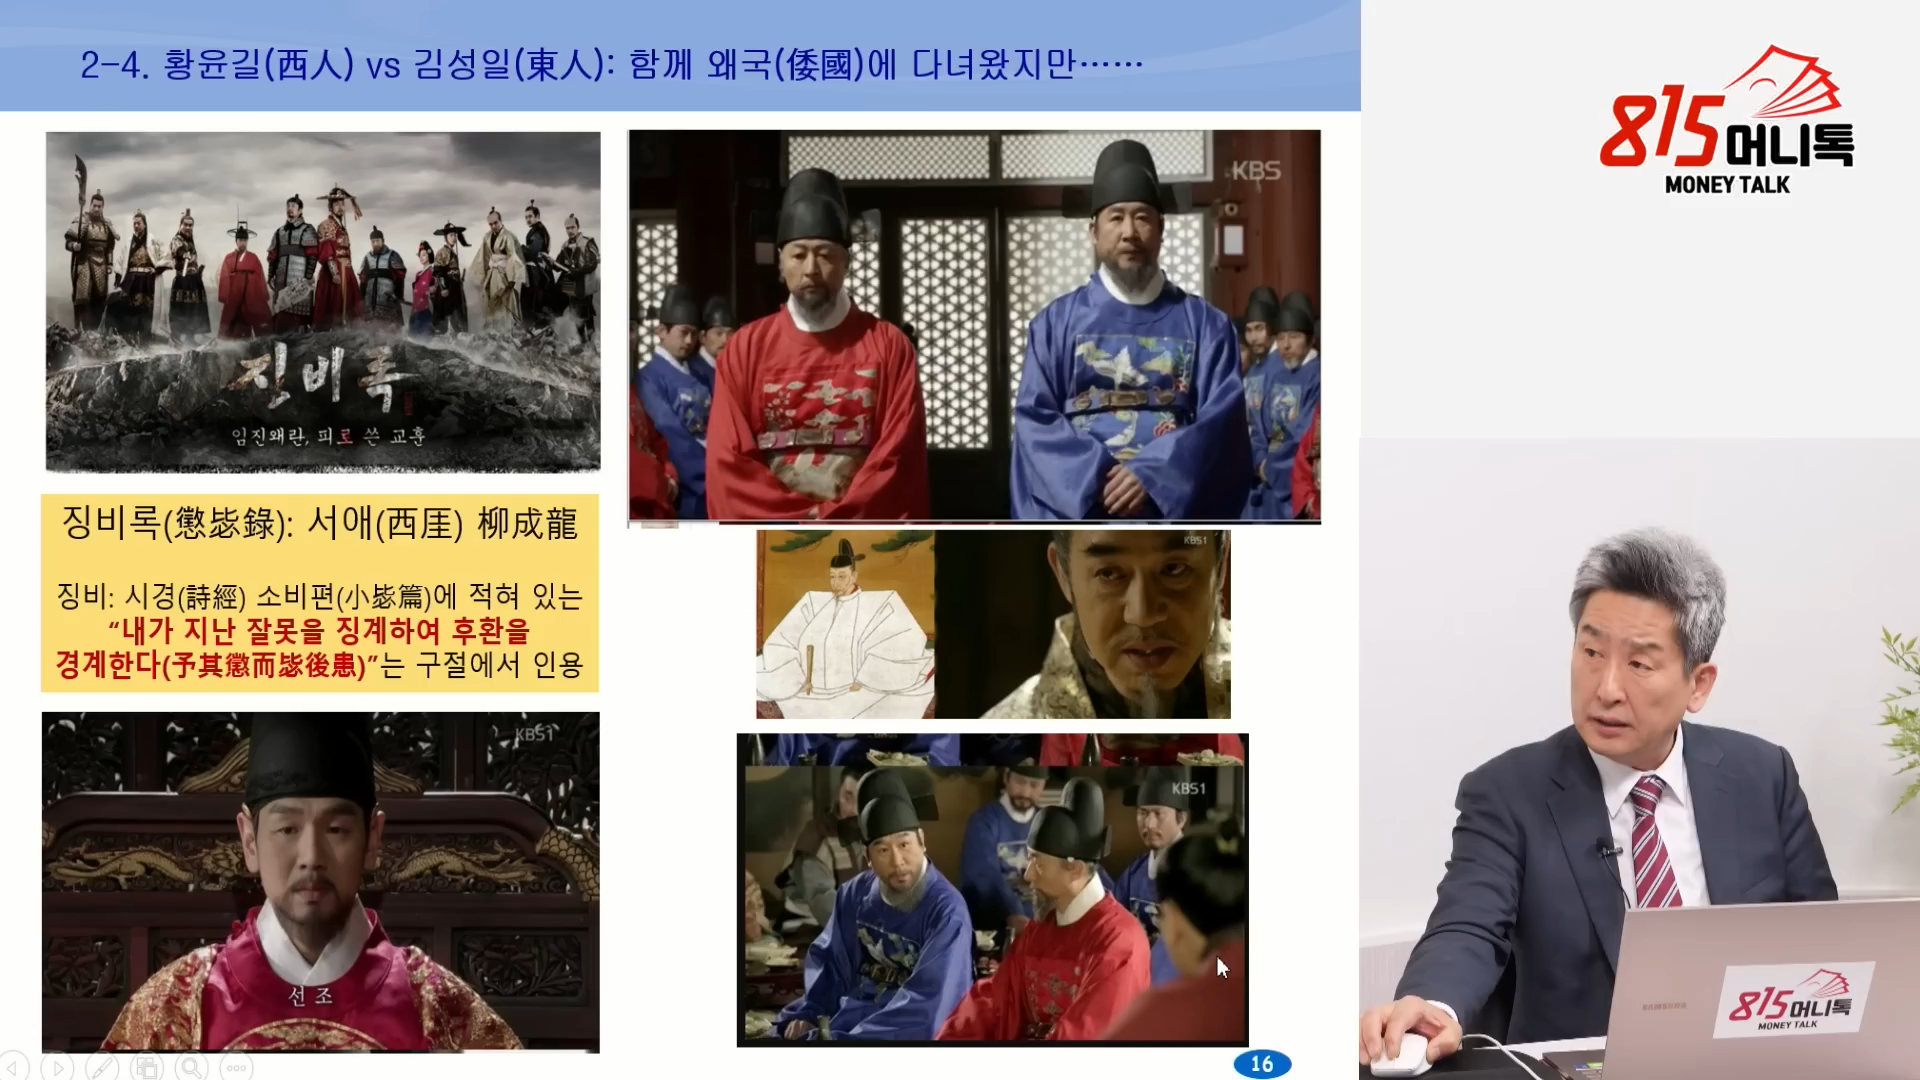 2-4. 황윤길(西人) vs 김성일(東人): 함께 왜국(倭國)에 다녀왔지만……
815머니톡
MONEY TALK
KBS
징비록
임진왜란, 피로 쓴 교훈
징비록(懲毖錄): 서애(西厓) 柳成龍
징비: 시경(詩經) 소비편(小毖篇)에 적혀 있는
“내가 지난 잘못을 징계하여 후환을
경계한다(予其懲而毖後患)”는 구절에서 인용
KBS1
KBS1
선조
KBS1
16
SAMSUNG
815머니톡
MONEY TALK